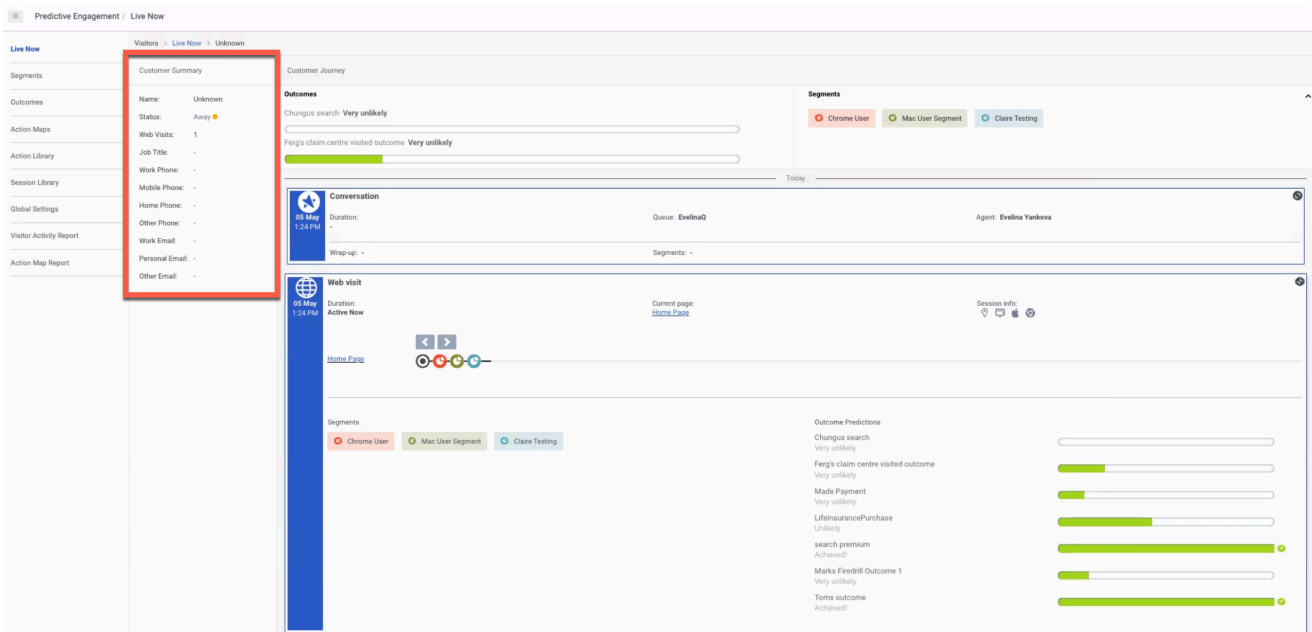 Predictive Engagement / Live Now
Live Now
Segments
Outcomes
Action Maps
Action Library
Session Library
Global Settings
Visitor Activity Report
Action Map Report
Visitors > Live Now > Unknown
Customer Summary
Name: Unknown
Status: Away
Web Visits: 1
Job Title: -
Work Phone: -
Mobile Phone: -
Home Phone: -
Other Phone: -
Work Email: -
Personal Email: -
Other Email: -
Customer Journey
Outcomes
Chungus search Very unlikely
Ferg's claim centre visited outcome Very unlikely
Segments
Chrome User Mac User Segment Claire Testing
Today
05 May
1:24 PM
Conversation
Duration: Queue: EvelinaQ Agent: Evelina Yankova
-
Wrap-up: - Segments: -
05 May
1:24 PM
Web visit
Duration: Current page: Session info:
Active Now Home Page
Home Page
Segments
Chrome User Mac User Segment Claire Testing
Outcome Predictions
Chungus search
Very unlikely
Ferg's claim centre visited outcome
Very unlikely
Made Payment
Very unlikely
LifeInsurancePurchase
Unlikely
search premium
Achieved!
Marks Firedrill Outcome 1
Very unlikely
Toms outcome
Achieved!